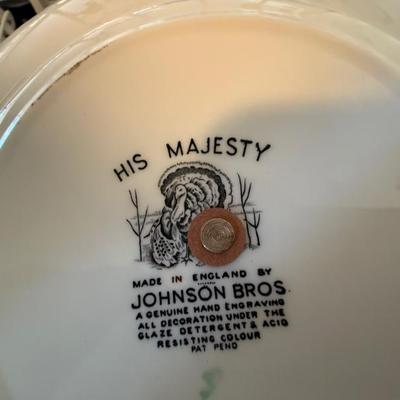 HIS MAJESTY
MADE IN ENGLAND BY
JOHNSON BROS.
A GENUINE HAND ENGRAVING
ALL DECORATION UNDER THE
GLAZE DETERGENT & ACID
RESISTING COLOUR
PAT PEND